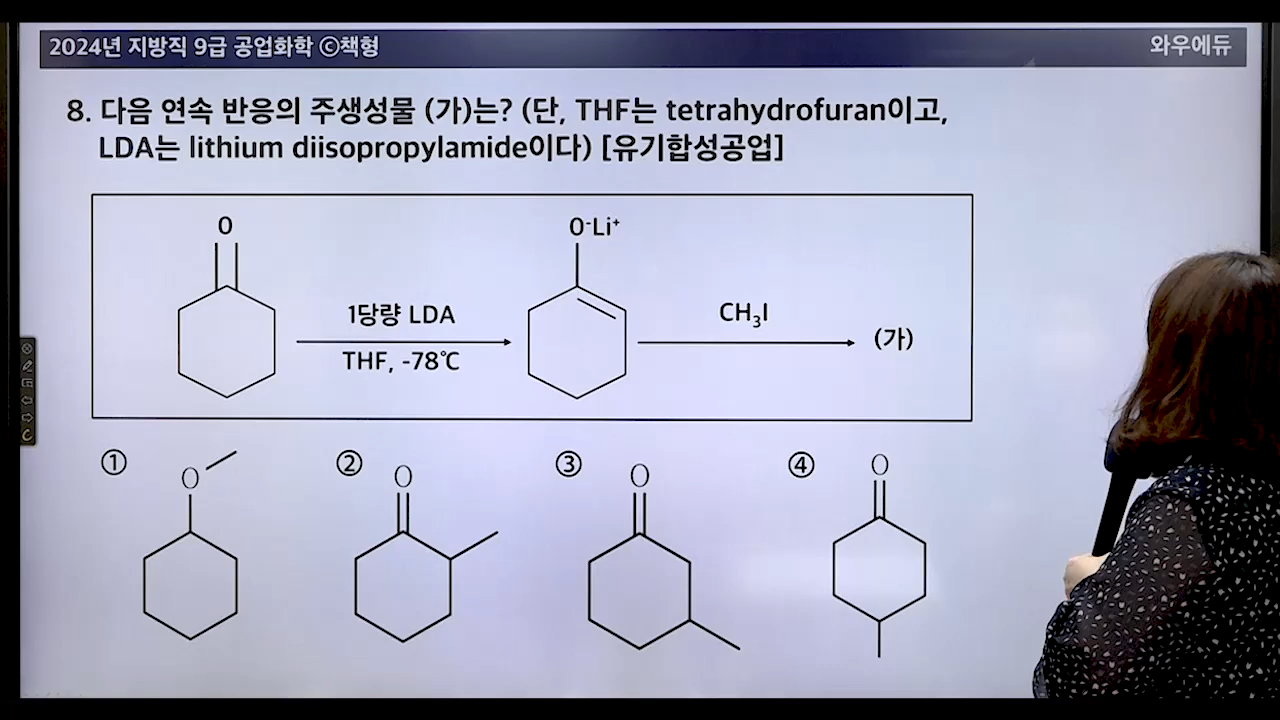 2024년 지방직 9급 공업화학 ⓒ책형
와우에듀
8. 다음 연속 반응의 주생성물 (가)는? (단, THF는 tetrahydrofuran이고,
LDA는 lithium diisopropylamide이다) [유기합성공업]
O
O⁻Li⁺
1당량 LDA
THF, -78℃
CH₃I
(가)
①
O
②
O
③
O
④
O